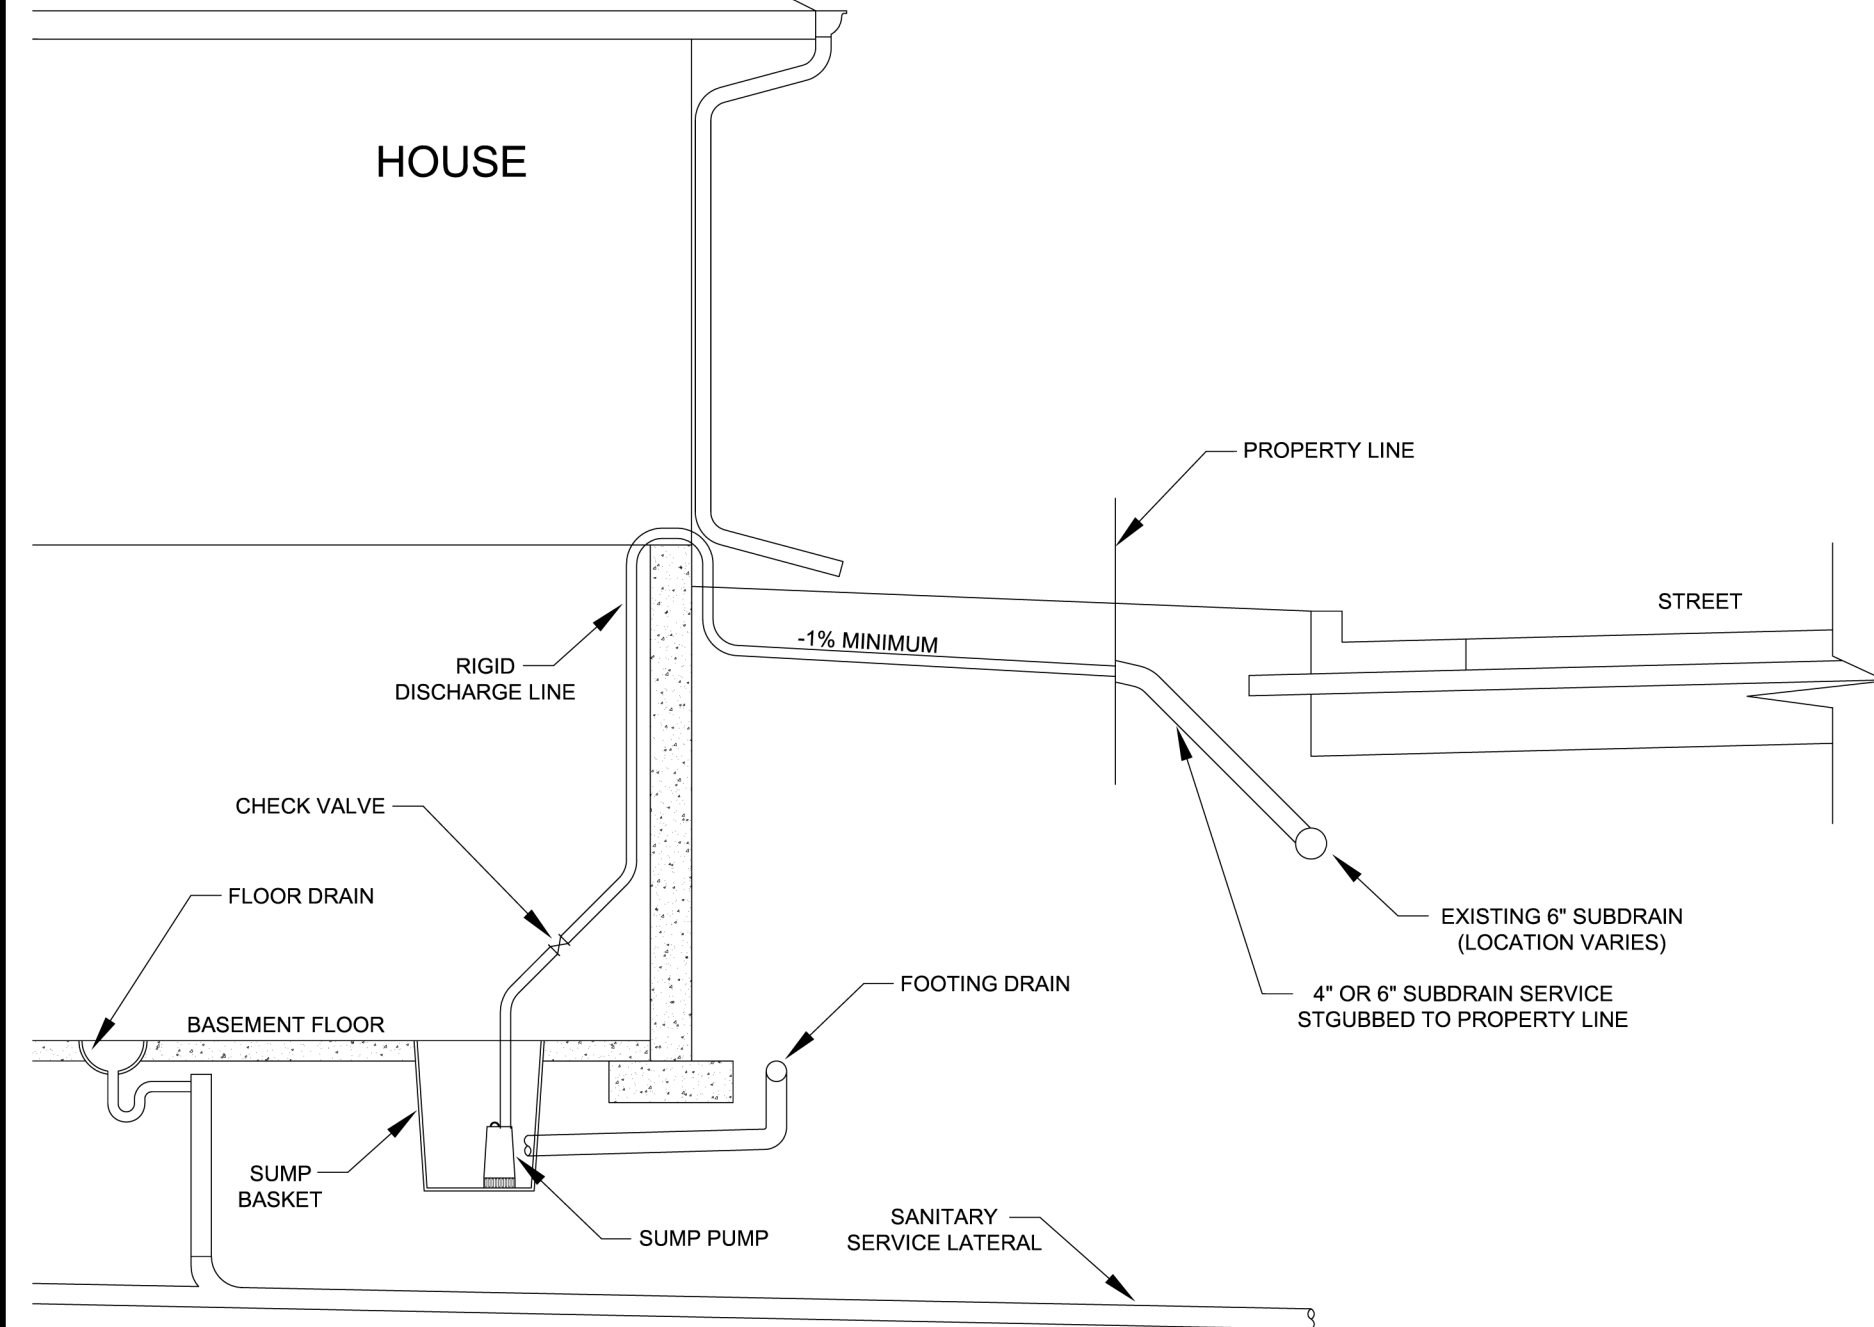 HOUSE
PROPERTY LINE
STREET
-1% MINIMUM
RIGID
DISCHARGE LINE
CHECK VALVE
FLOOR DRAIN
EXISTING 6" SUBDRAIN
(LOCATION VARIES)
FOOTING DRAIN
4" OR 6" SUBDRAIN SERVICE
STGUBBED TO PROPERTY LINE
BASEMENT FLOOR
SUMP
BASKET
SUMP PUMP
SANITARY
SERVICE LATERAL